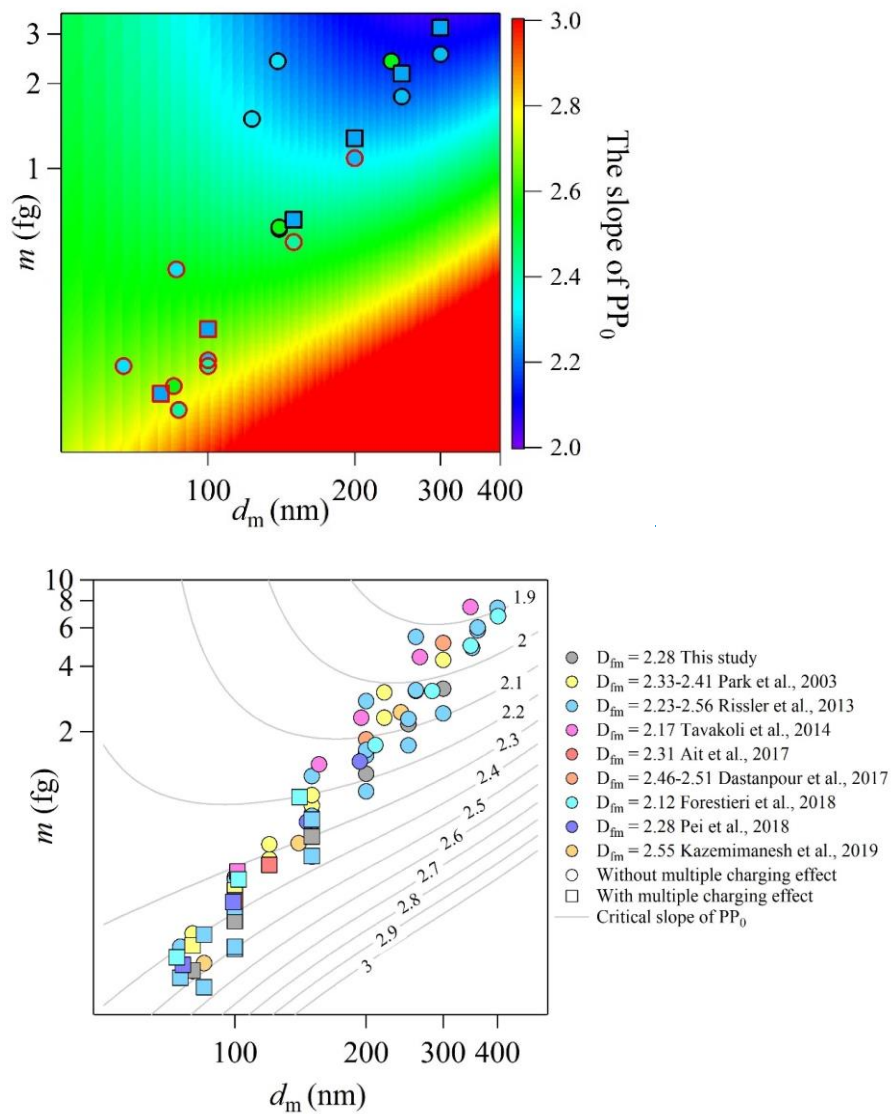 3
2
1
m (fg)
100
200
300
400
dm (nm)
3.0
2.8
2.6
2.4
2.2
2.0
The slope of PP0
10
8
6
4
2
m (fg)
100
200
300
400
dm (nm)
1.9
2
2.1
2.2
2.3
2.4
2.5
2.6
2.7
2.8
2.9
3
Dfm = 2.28 This study
Dfm = 2.33-2.41 Park et al., 2003
Dfm = 2.23-2.56 Rissler et al., 2013
Dfm = 2.17 Tavakoli et al., 2014
Dfm = 2.31 Ait et al., 2017
Dfm = 2.46-2.51 Dastanpour et al., 2017
Dfm = 2.12 Forestieri et al., 2018
Dfm = 2.28 Pei et al., 2018
Dfm = 2.55 Kazemimanesh et al., 2019
Without multiple charging effect
With multiple charging effect
Critical slope of PP0